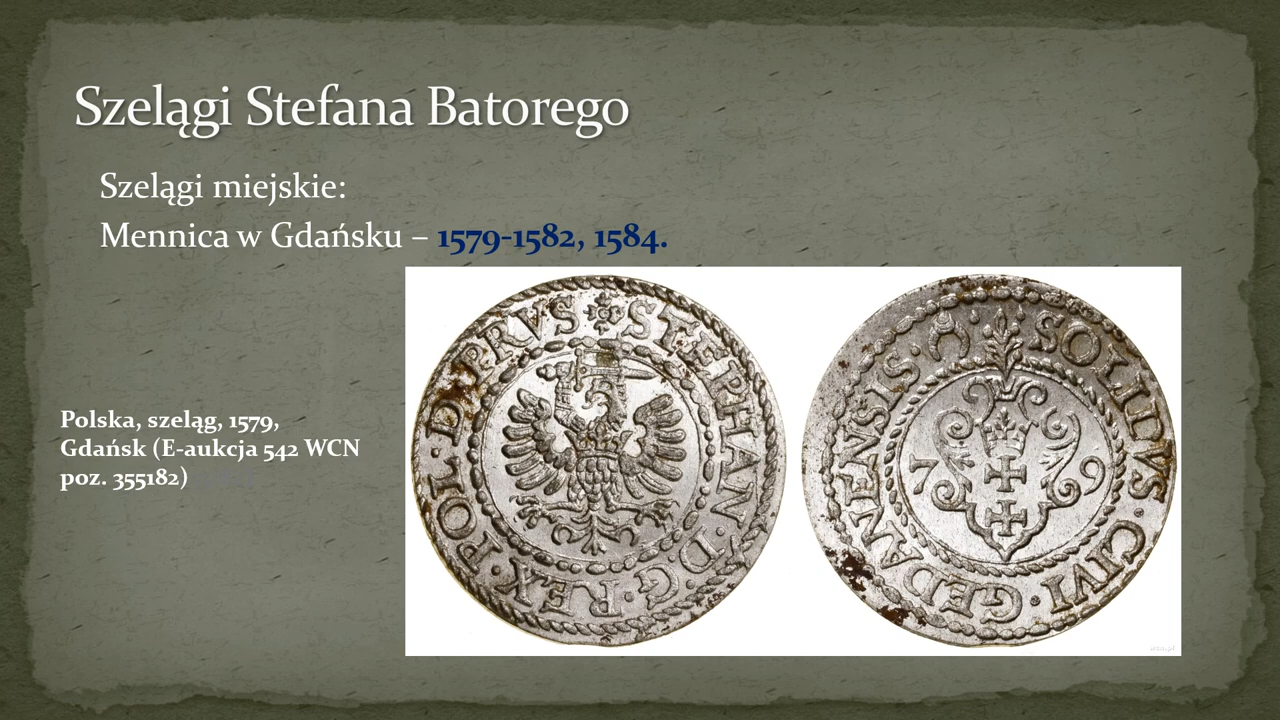 Szelągi Stefana Batorego
Szelągi miejskie:
Mennica w Gdańsku – 1579-1582, 1584.
Polska, szeląg, 1579,
Gdańsk (E-aukcja 542 WCN
poz. 355182)
STEPHAN·D:G·REX·POL·D·PRVS
SOLIDVS·CIVI·GEDANENSIS·
7 9